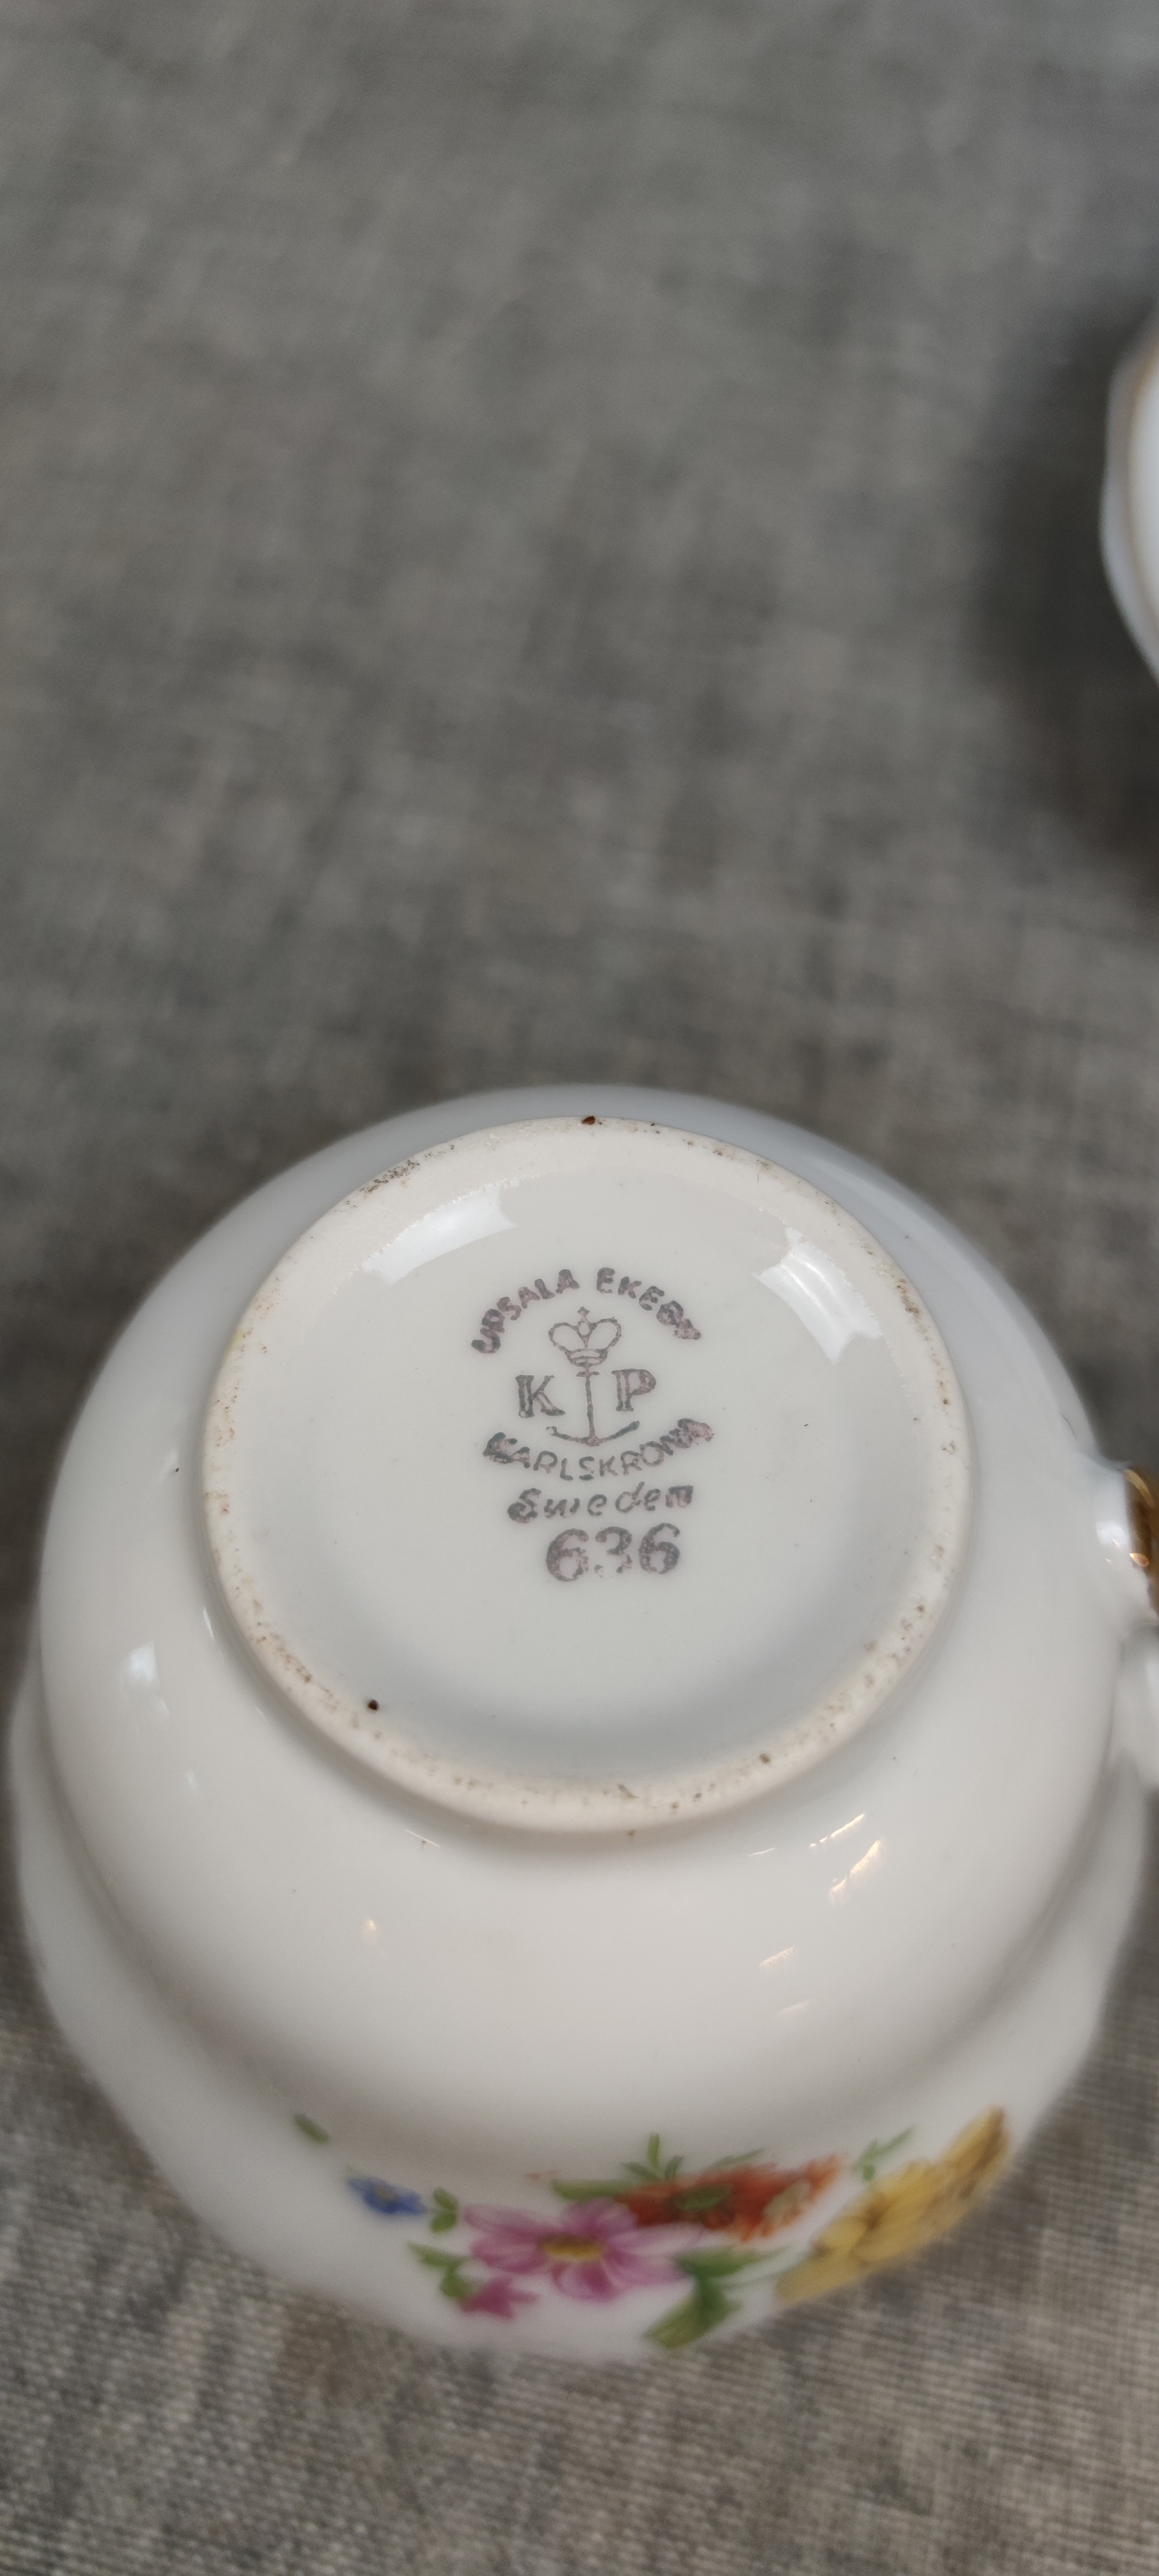 UPSALA EKEBY
K P
KARLSKRONA
Sweden
636